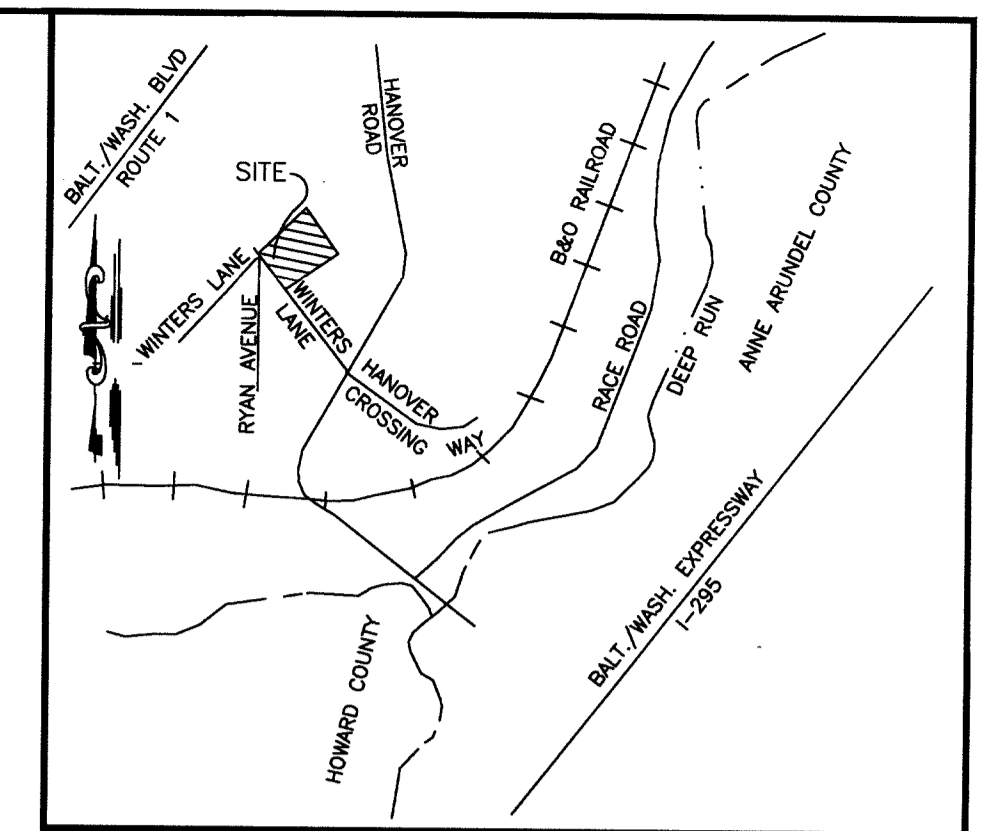 BALT./WASH. BLVD
ROUTE 1
HANOVER
ROAD
SITE
B&O RAILROAD
ANNE ARUNDEL COUNTY
WINTERS LANE
RYAN AVENUE
WINTERS
LANE
HANOVER
CROSSING
WAY
RACE ROAD
DEEP RUN
BALT./WASH. EXPRESSWAY
I-295
HOWARD COUNTY